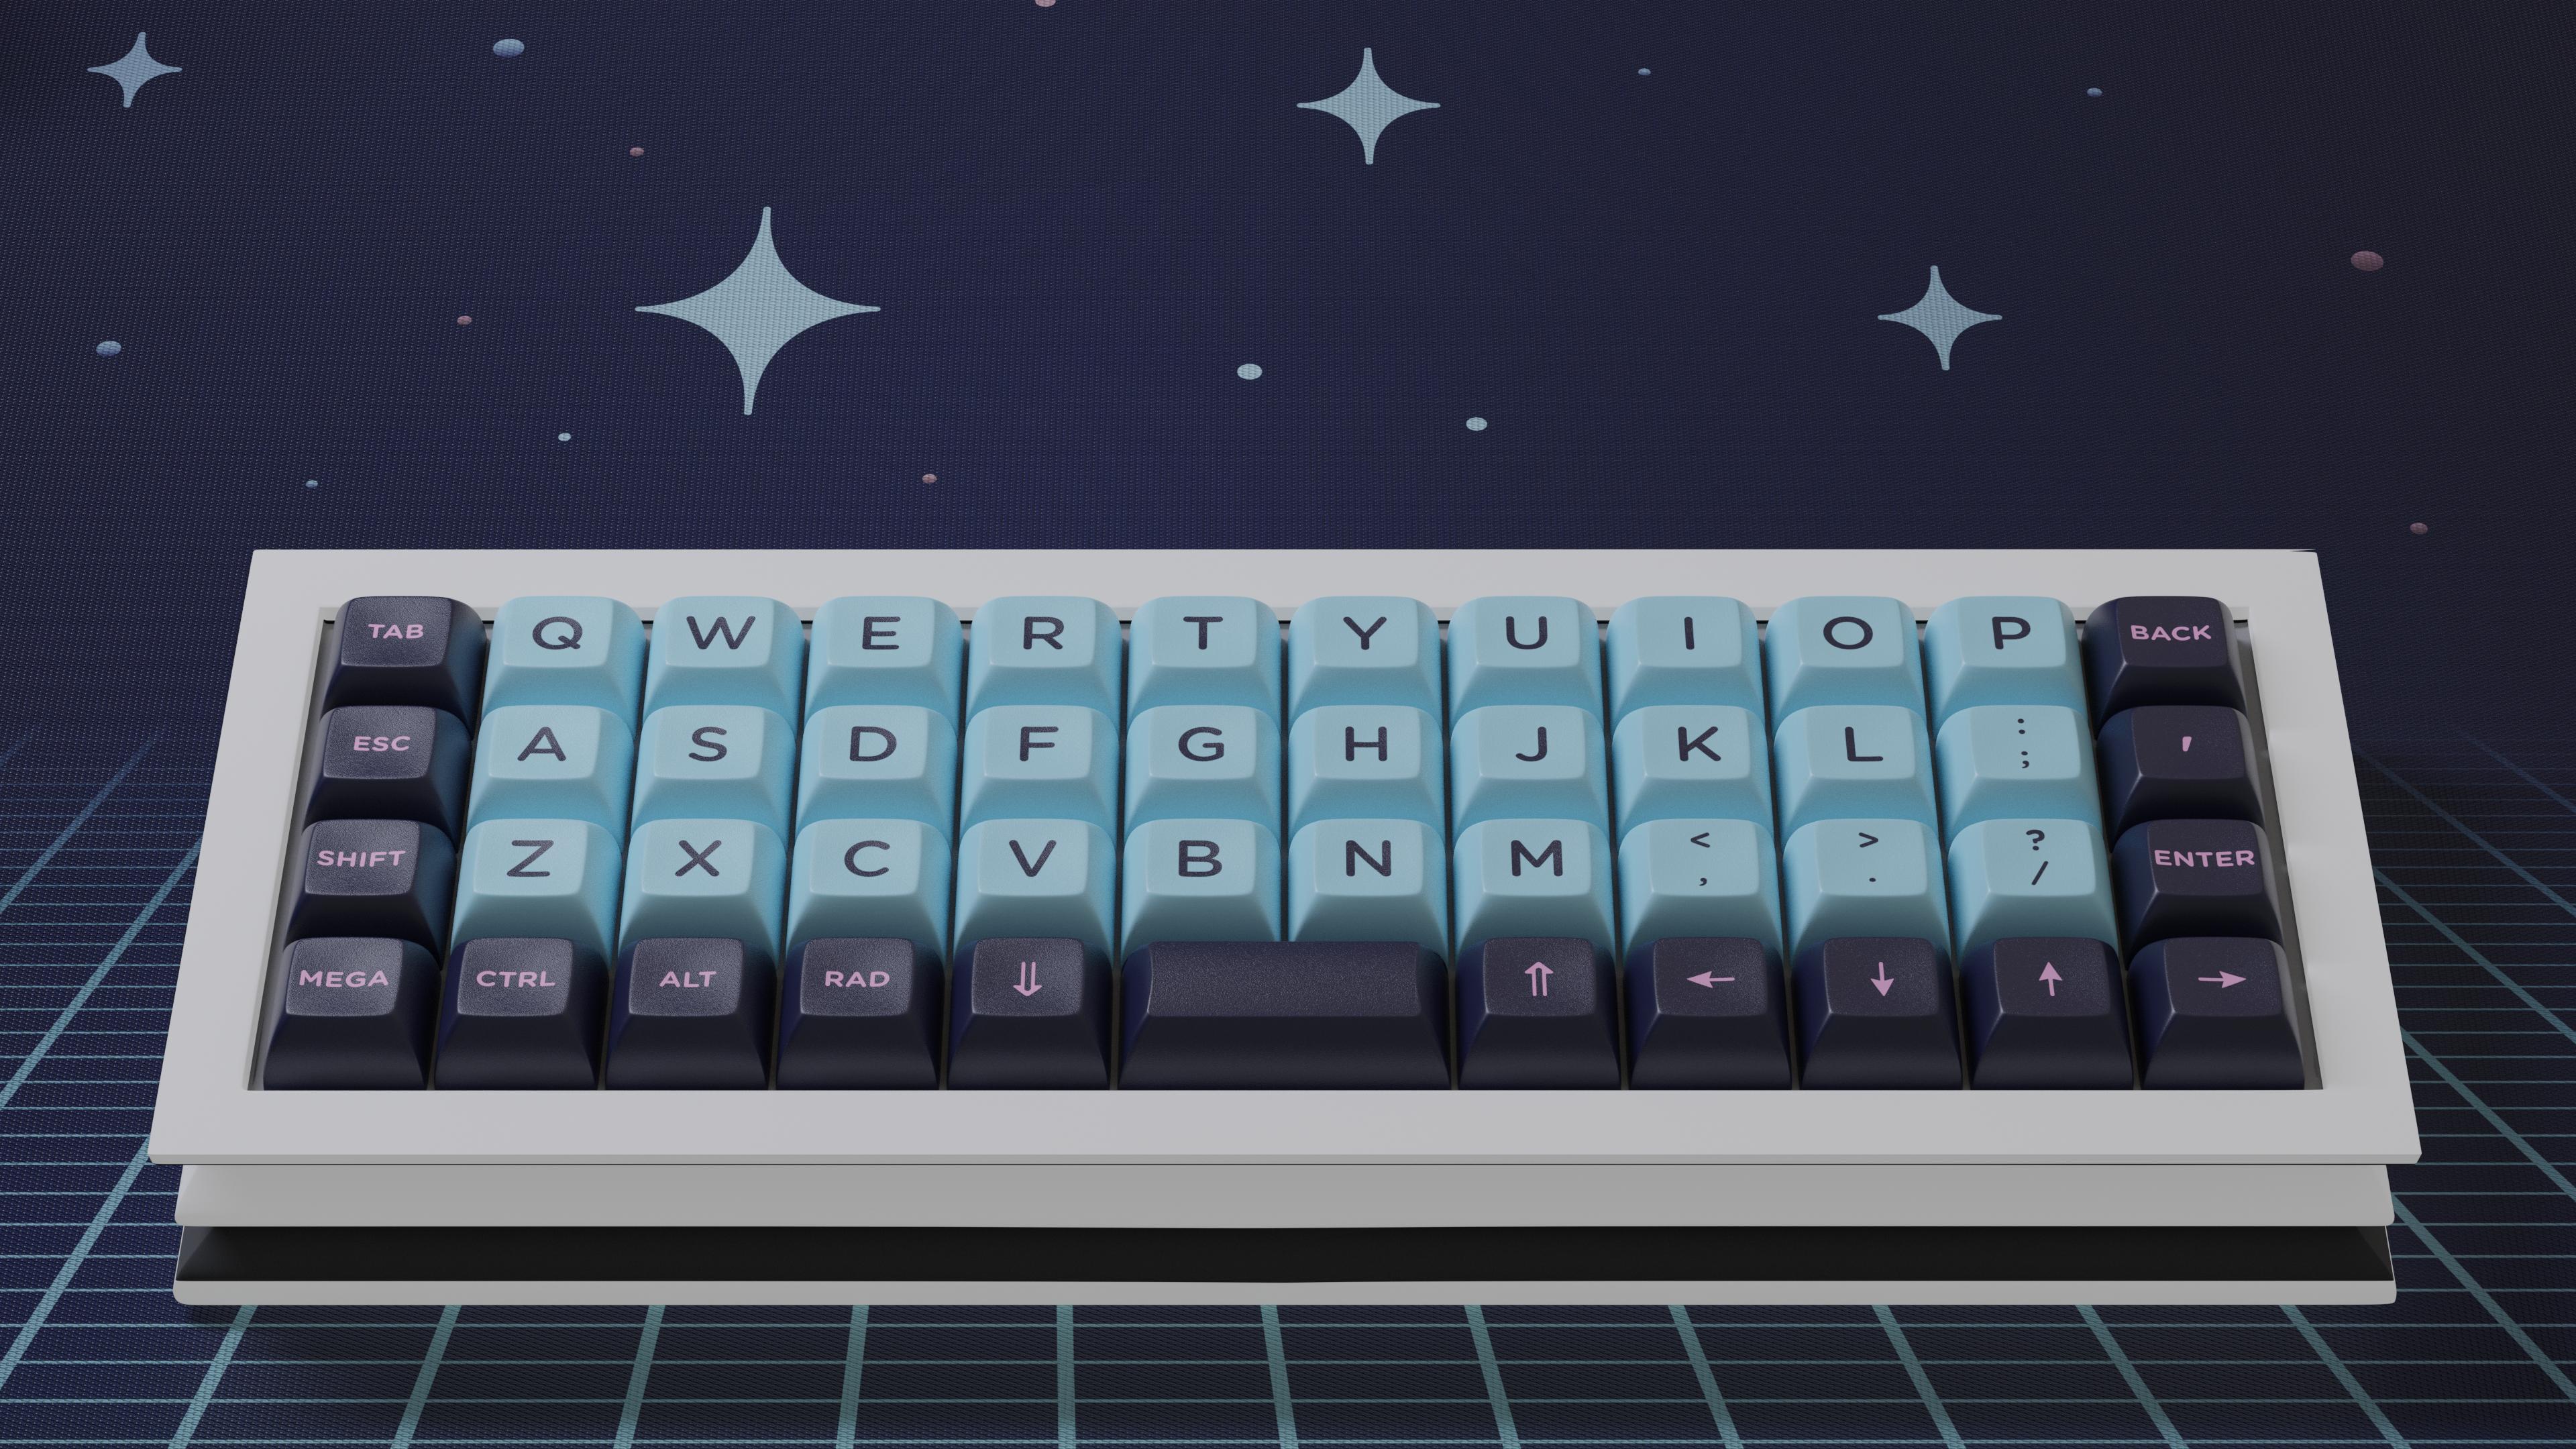 TAB Q W E R T Y U I O P BACK
ESC A S D F G H J K L : ; '
SHIFT Z X C V B N M < , > . ? / ENTER
MEGA CTRL ALT RAD ⇓ ⇑ ← ↓ ↑ →